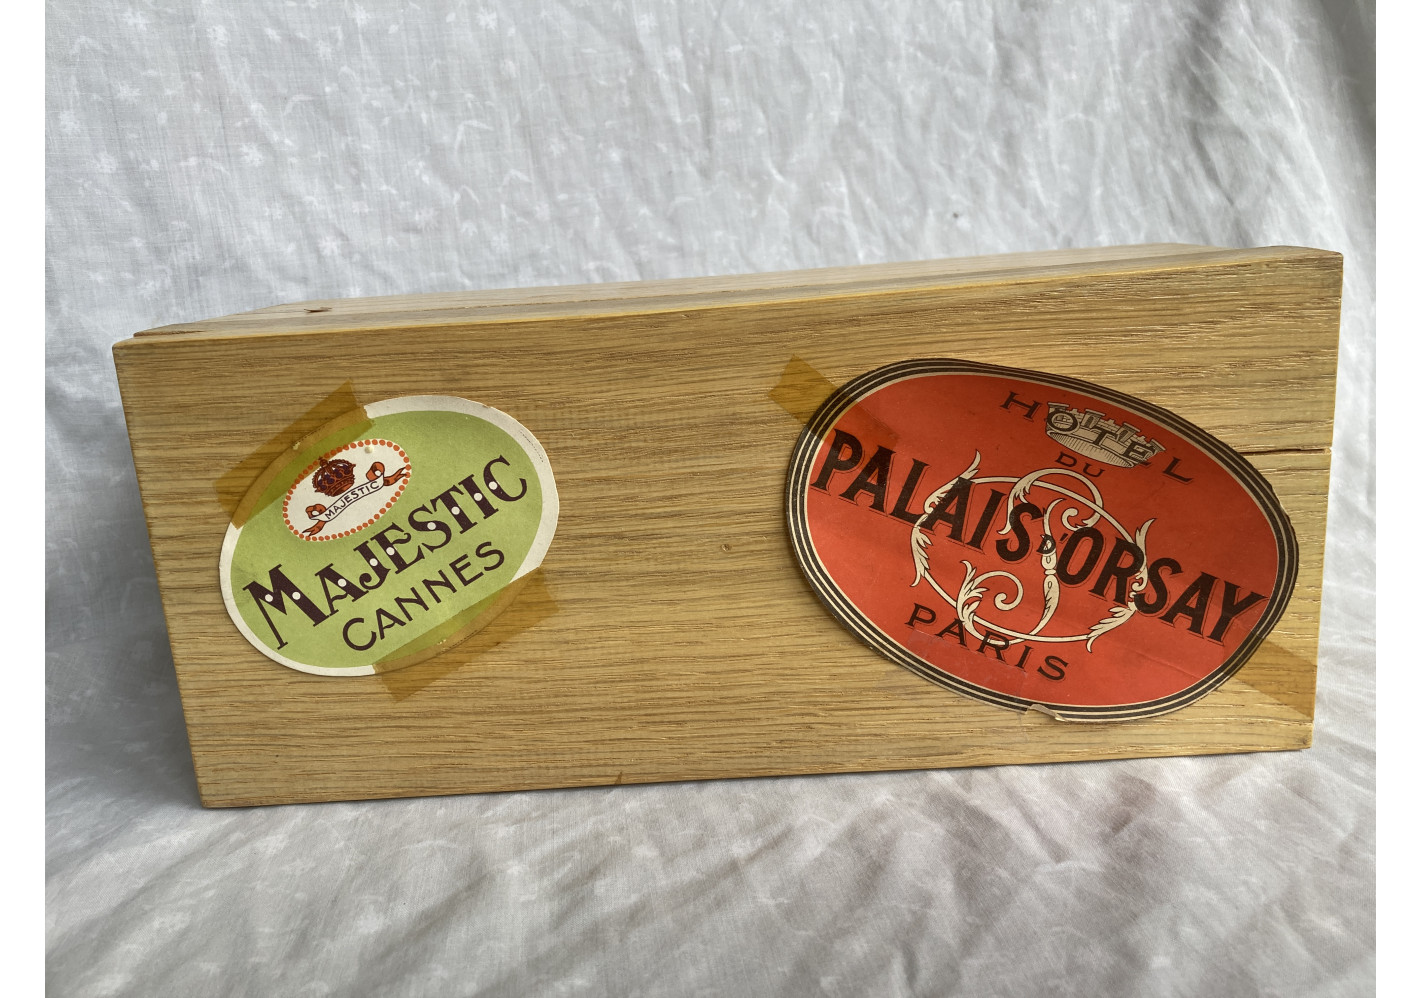 MAJESTIC
MAJESTIC
CANNES
HÔTEL
DU
PALAIS D'ORSAY
PARIS